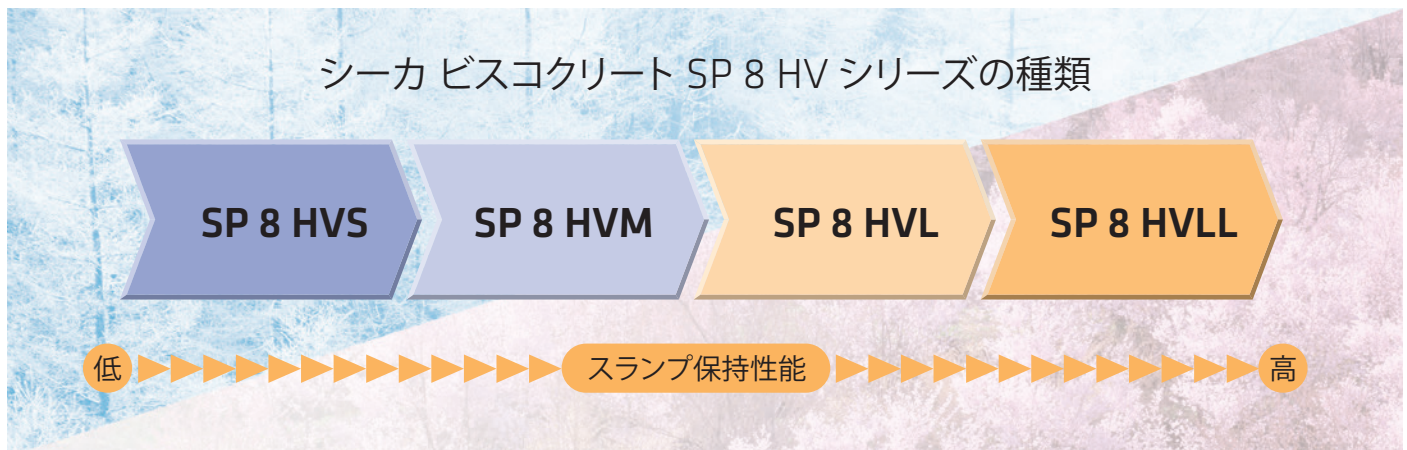 シーカ ビスコクリート SP 8 HV シリーズの種類
SP 8 HVS
SP 8 HVM
SP 8 HVL
SP 8 HVLL
低
スランプ保持性能
高